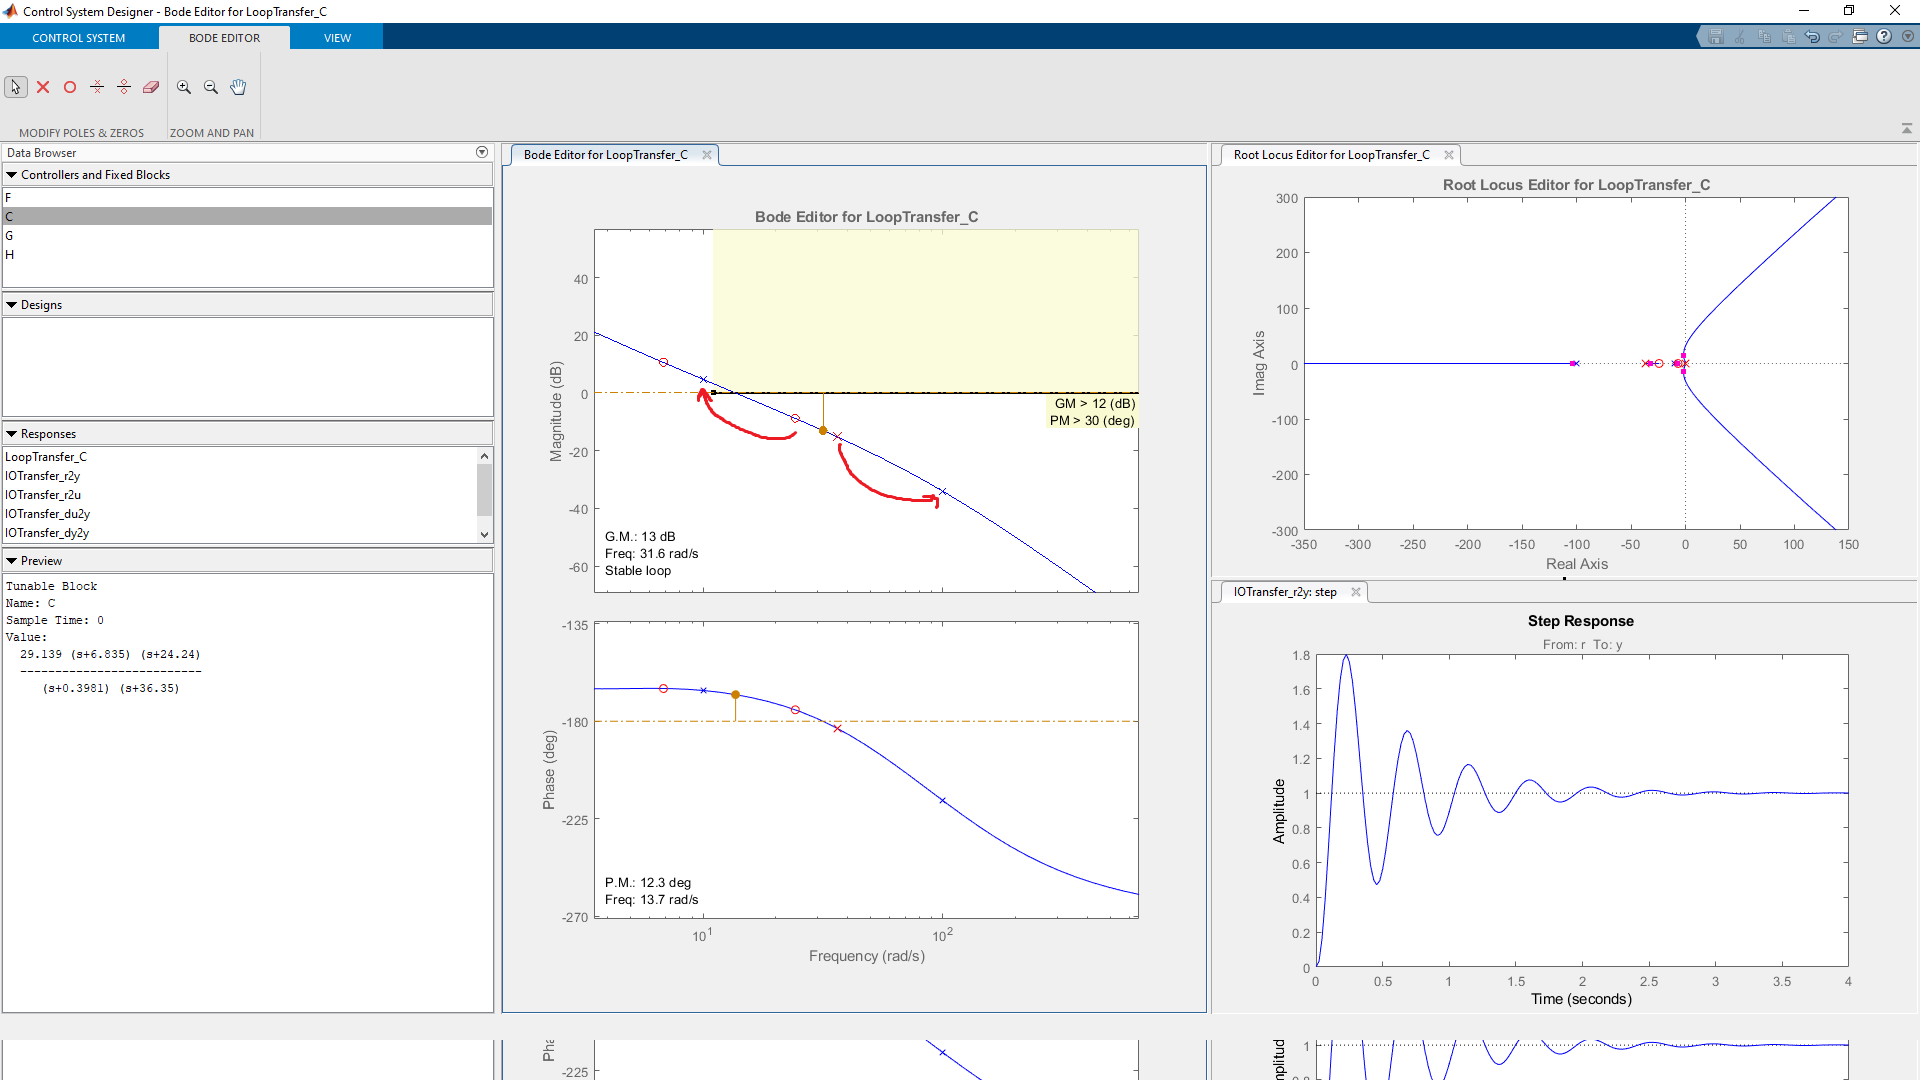 Control System Designer - Bode Editor for LoopTransfer_C
CONTROL SYSTEM
BODE EDITOR
VIEW
MODIFY POLES & ZEROS
ZOOM AND PAN
Data Browser
Controllers and Fixed Blocks
F
C
G
H
Designs
Responses
LoopTransfer_C
IOTransfer_r2y
IOTransfer_r2u
IOTransfer_du2y
IOTransfer_dy2y
Preview
Tunable Block
Name: C
Sample Time: 0
Value:
29.139 (s+6.835) (s+24.24)
--------------------------
(s+0.3981) (s+36.35)
Bode Editor for LoopTransfer_C
Bode Editor for LoopTransfer_C
40
20
0
-20
-40
-60
Magnitude (dB)
GM > 12 (dB)
PM > 30 (deg)
G.M.: 13 dB
Freq: 31.6 rad/s
Stable loop
-135
-180
-225
-270
Phase (deg)
P.M.: 12.3 deg
Freq: 13.7 rad/s
10^1
10^2
Frequency (rad/s)
-225
Root Locus Editor for LoopTransfer_C
Root Locus Editor for LoopTransfer_C
300
200
100
0
-100
-200
-300
Imag Axis
-350 -300 -250 -200 -150 -100 -50 0 50 100 150
Real Axis
IOTransfer_r2y: step
Step Response
From: r To: y
1.8
1.6
1.4
1.2
1
0.8
0.6
0.4
0.2
0
Amplitude
0 0.5 1 1.5 2 2.5 3 3.5 4
Time (seconds)
1